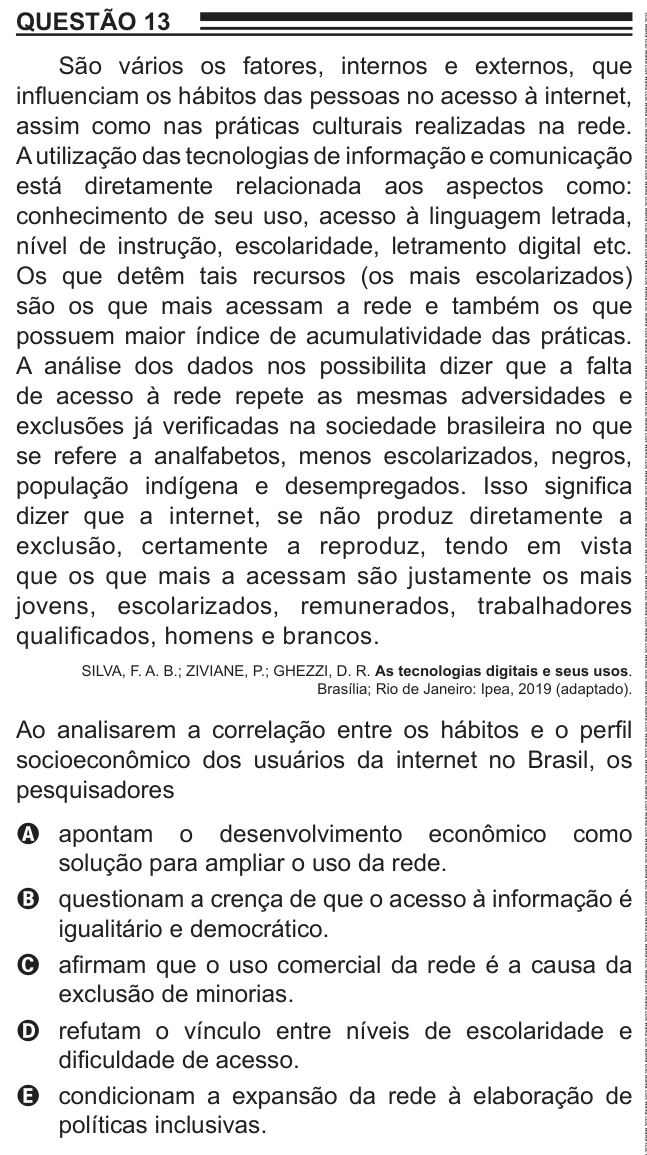 QUESTÃO 13
São vários os fatores, internos e externos, que
influenciam os hábitos das pessoas no acesso à internet,
assim como nas práticas culturais realizadas na rede.
A utilização das tecnologias de informação e comunicação
está diretamente relacionada aos aspectos como:
conhecimento de seu uso, acesso à linguagem letrada,
nível de instrução, escolaridade, letramento digital etc.
Os que detêm tais recursos (os mais escolarizados)
são os que mais acessam a rede e também os que
possuem maior índice de acumulatividade das práticas.
A análise dos dados nos possibilita dizer que a falta
de acesso à rede repete as mesmas adversidades e
exclusões já verificadas na sociedade brasileira no que
se refere a analfabetos, menos escolarizados, negros,
população indígena e desempregados. Isso significa
dizer que a internet, se não produz diretamente a
exclusão, certamente a reproduz, tendo em vista
que os que mais a acessam são justamente os mais
jovens, escolarizados, remunerados, trabalhadores
qualificados, homens e brancos.
SILVA, F. A. B.; ZIVIANE, P.; GHEZZI, D. R. As tecnologias digitais e seus usos.
Brasília; Rio de Janeiro: Ipea, 2019 (adaptado).
Ao analisarem a correlação entre os hábitos e o perfil
socioeconômico dos usuários da internet no Brasil, os
pesquisadores
A apontam o desenvolvimento econômico como
solução para ampliar o uso da rede.
B questionam a crença de que o acesso à informação é
igualitário e democrático.
C afirmam que o uso comercial da rede é a causa da
exclusão de minorias.
D refutam o vínculo entre níveis de escolaridade e
dificuldade de acesso.
E condicionam a expansão da rede à elaboração de
políticas inclusivas.